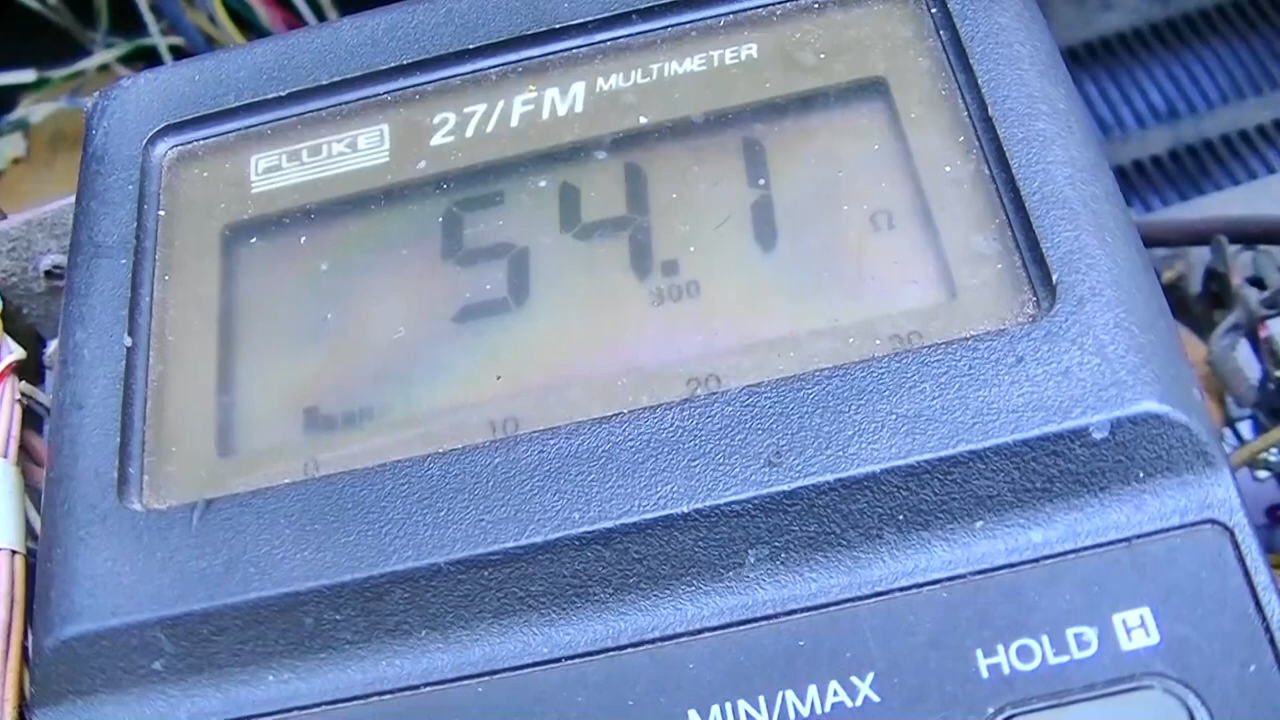 FLUKE 27/FM MULTIMETER
54.1 Ω
300
0 10 20 30
MIN/MAX HOLD H